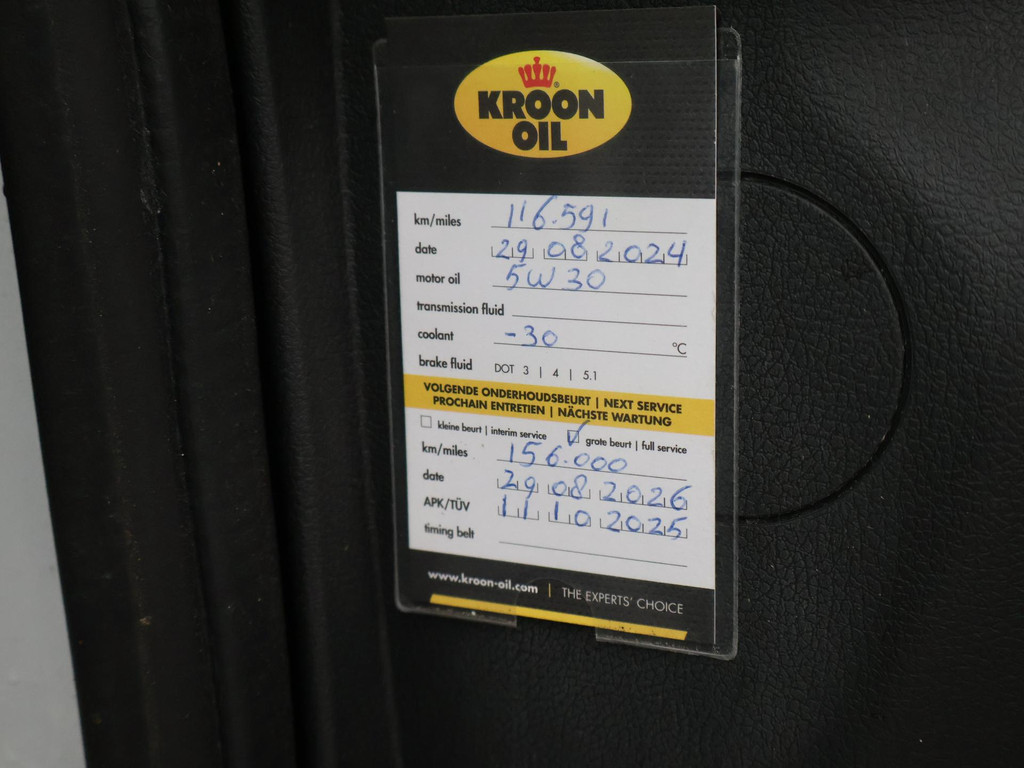 KROON
OIL
km/miles 116.591
date 29 08 2024
motor oil 5W30
transmission fluid
coolant -30 °C
brake fluid DOT 3 | 4 | 5.1
VOLGENDE ONDERHOUDSBEURT | NEXT SERVICE
PROCHAIN ENTRETIEN | NÄCHSTE WARTUNG
kleine beurt | interim service grote beurt | full service
km/miles 156.000
date 29 08 2026
APK/TÜV 11 10 2025
timing belt
www.kroon-oil.com | THE EXPERTS' CHOICE